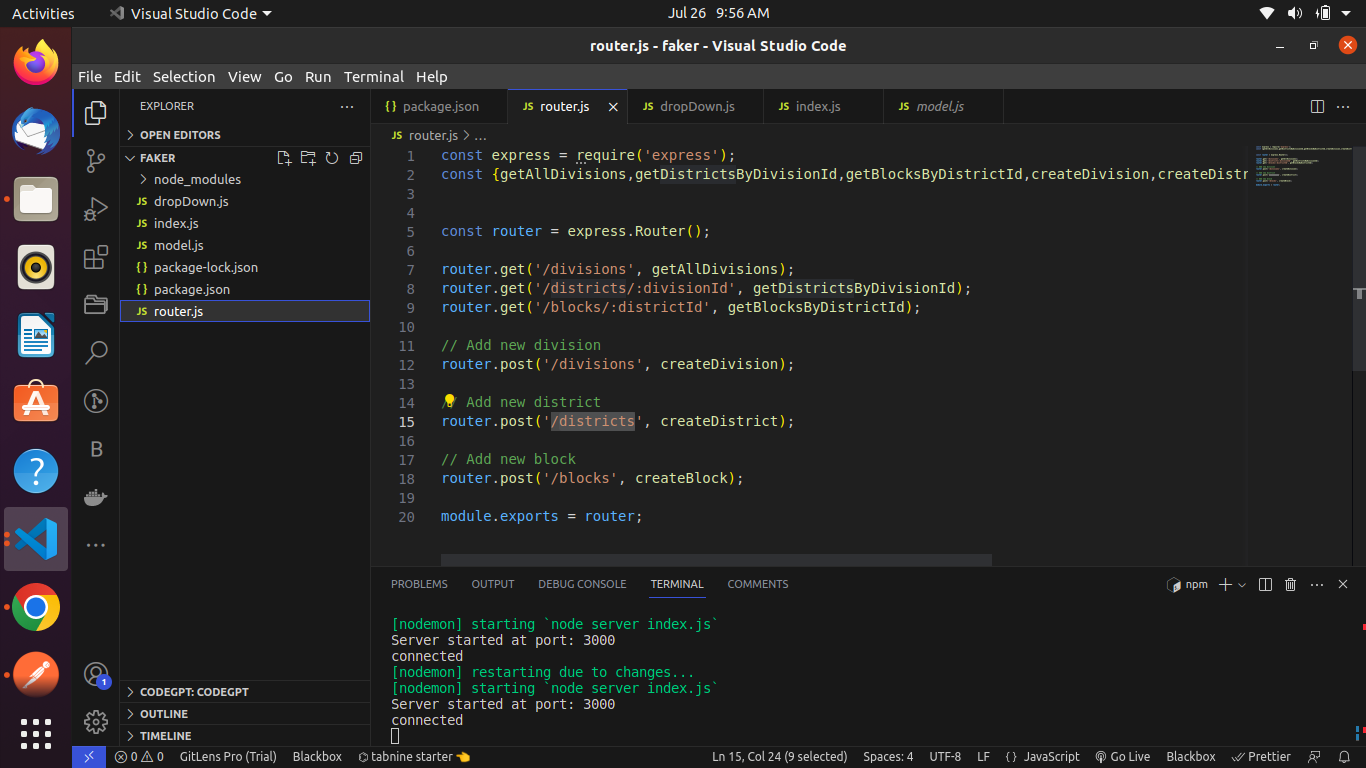 Activities Visual Studio Code Jul 26 9:56 AM
router.js - faker - Visual Studio Code
File Edit Selection View Go Run Terminal Help
EXPLORER
OPEN EDITORS
FAKER
node_modules
JS dropDown.js
JS index.js
JS model.js
{ } package-lock.json
{ } package.json
JS router.js
CODEGPT: CODEGPT
OUTLINE
TIMELINE
B
1
{ } package.json JS router.js JS dropDown.js JS index.js JS model.js
JS router.js > ...
1 const express = require('express');
2 const {getAllDivisions,getDistrictsByDivisionId,getBlocksByDistrictId,createDivision,createDistr
3
4
5 const router = express.Router();
6
7 router.get('/divisions', getAllDivisions);
8 router.get('/districts/:divisionId', getDistrictsByDivisionId);
9 router.get('/blocks/:districtId', getBlocksByDistrictId);
10
11 // Add new division
12 router.post('/divisions', createDivision);
13
14 // Add new district
15 router.post('/districts', createDistrict);
16
17 // Add new block
18 router.post('/blocks', createBlock);
19
20 module.exports = router;
PROBLEMS OUTPUT DEBUG CONSOLE TERMINAL COMMENTS npm
[nodemon] starting `node server index.js`
Server started at port: 3000
connected
[nodemon] restarting due to changes...
[nodemon] starting `node server index.js`
Server started at port: 3000
connected
0 0 GitLens Pro (Trial) Blackbox tabnine starter Ln 15, Col 24 (9 selected) Spaces: 4 UTF-8 LF { } JavaScript Go Live Blackbox Prettier